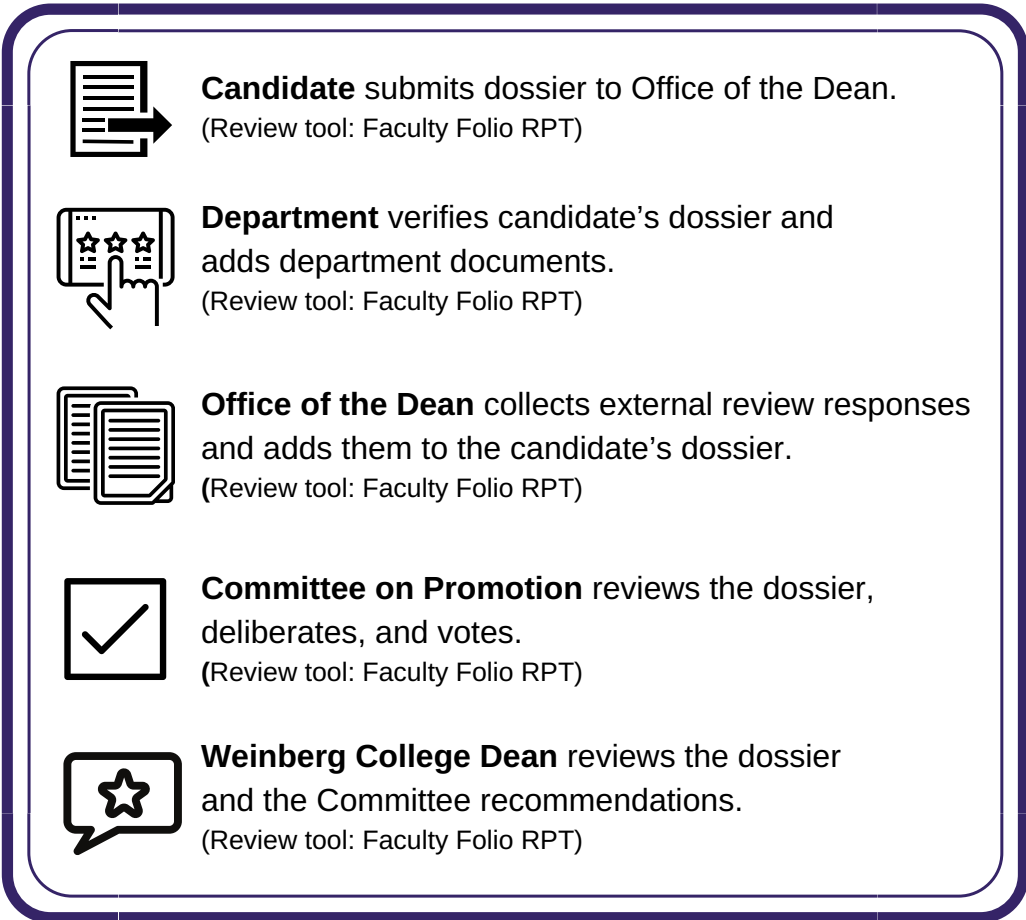 Candidate submits dossier to Office of the Dean.
(Review tool: Faculty Folio RPT)
Department verifies candidate’s dossier and
adds department documents.
(Review tool: Faculty Folio RPT)
Office of the Dean collects external review responses
and adds them to the candidate’s dossier.
(Review tool: Faculty Folio RPT)
Committee on Promotion reviews the dossier,
deliberates, and votes.
(Review tool: Faculty Folio RPT)
Weinberg College Dean reviews the dossier
and the Committee recommendations.
(Review tool: Faculty Folio RPT)